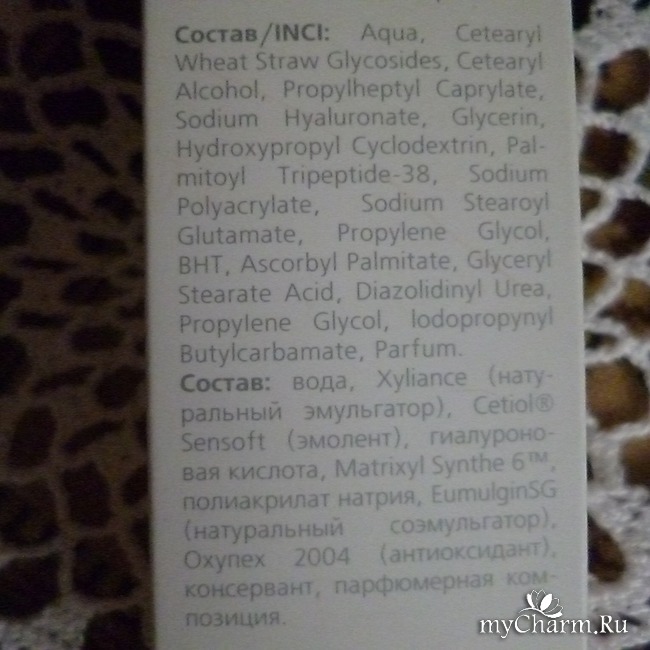 Состав/INCI: Aqua, Cetearyl
Wheat Straw Glycosides, Cetearyl
Alcohol, Propylheptyl Caprylate,
Sodium Hyaluronate, Glycerin,
Hydroxypropyl Cyclodextrin, Pal-
mitoyl Tripeptide-38, Sodium
Polyacrylate, Sodium Stearoyl
Glutamate, Propylene Glycol,
BHT, Ascorbyl Palmitate, Glyceryl
Stearate Acid, Diazolidinyl Urea,
Propylene Glycol, Iodopropynyl
Butylcarbamate, Parfum.
Состав: вода, Xyliance (нату-
ральный эмульгатор), Cetiol®
Sensoft (эмолент), гиалуроно-
вая кислота, Matrixyl Synthe 6™,
полиакрилат натрия, EumulginSG
(натуральный соэмульгатор),
Oxynex 2004 (антиоксидант),
консервант, парфюмерная ком-
позиция.
myCharm.Ru